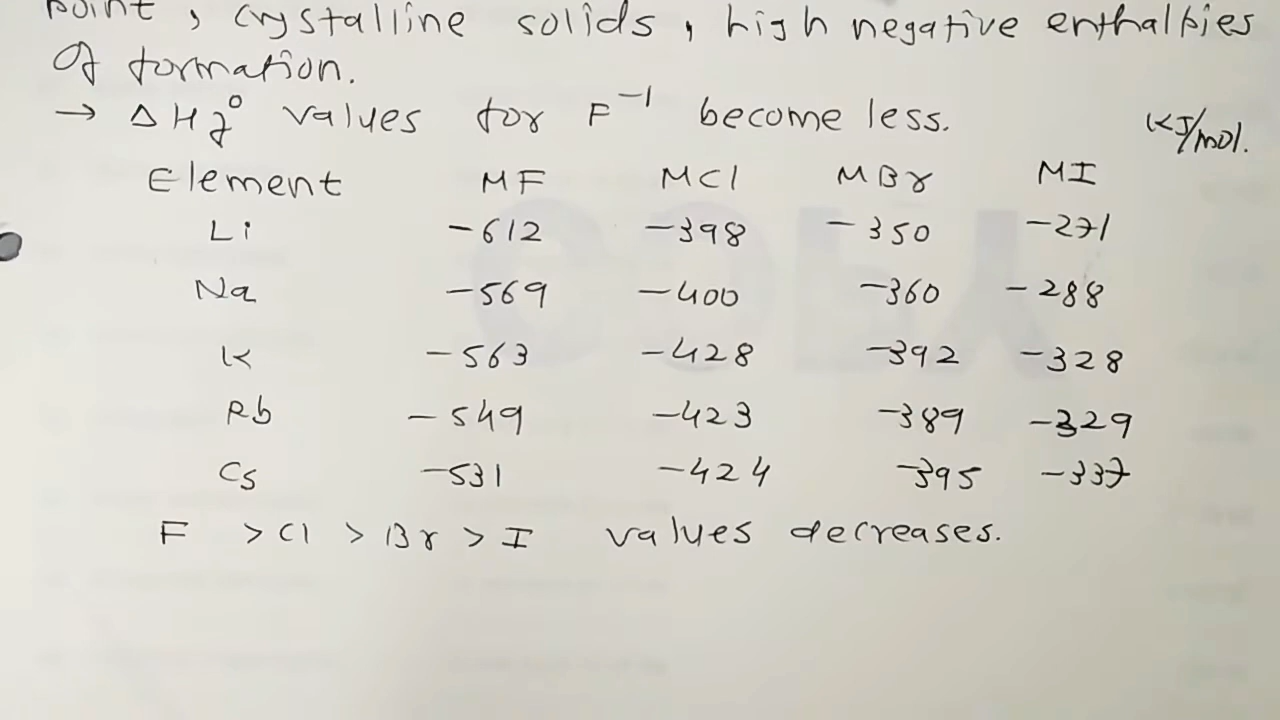 point, crystalline solids, high negative enthalpies
Of formation.
→ ΔHf° values for F⁻¹ become less.
KJ/mol.
Element MF MCl MBr MI
Li -612 -398 -350 -271
Na -569 -400 -360 -288
K -563 -428 -392 -328
Rb -549 -423 -389 -329
Cs -531 -424 -395 -337
F > Cl > Br > I values decreases.